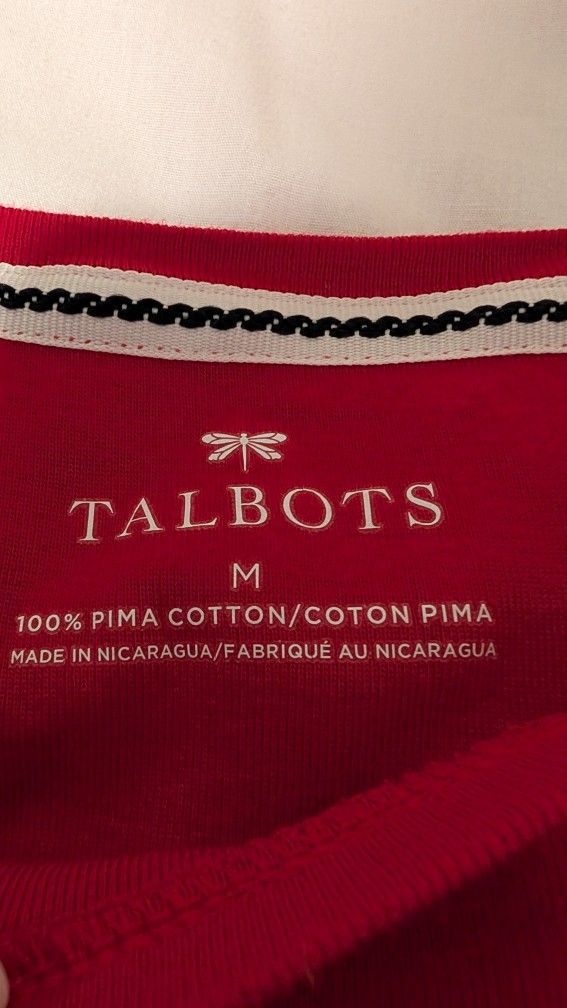 TALBOTS
M
100% PIMA COTTON/COTON PIMA
MADE IN NICARAGUA/FABRIQUÉ AU NICARAGUA